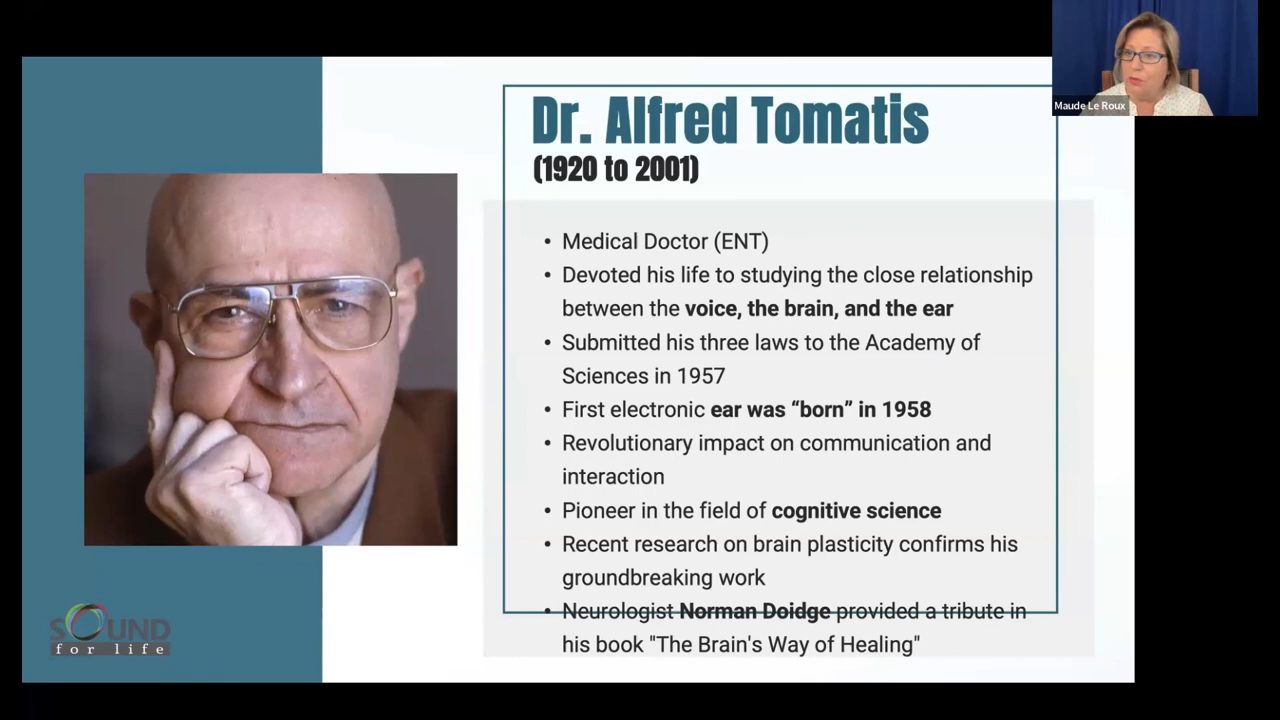 Maude Le Roux
Dr. Alfred Tomatis
(1920 to 2001)
• Medical Doctor (ENT)
• Devoted his life to studying the close relationship
between the voice, the brain, and the ear
• Submitted his three laws to the Academy of
Sciences in 1957
• First electronic ear was “born” in 1958
• Revolutionary impact on communication and
interaction
• Pioneer in the field of cognitive science
• Recent research on brain plasticity confirms his
groundbreaking work
• Neurologist Norman Doidge provided a tribute in
his book "The Brain's Way of Healing"
SOUND
for life